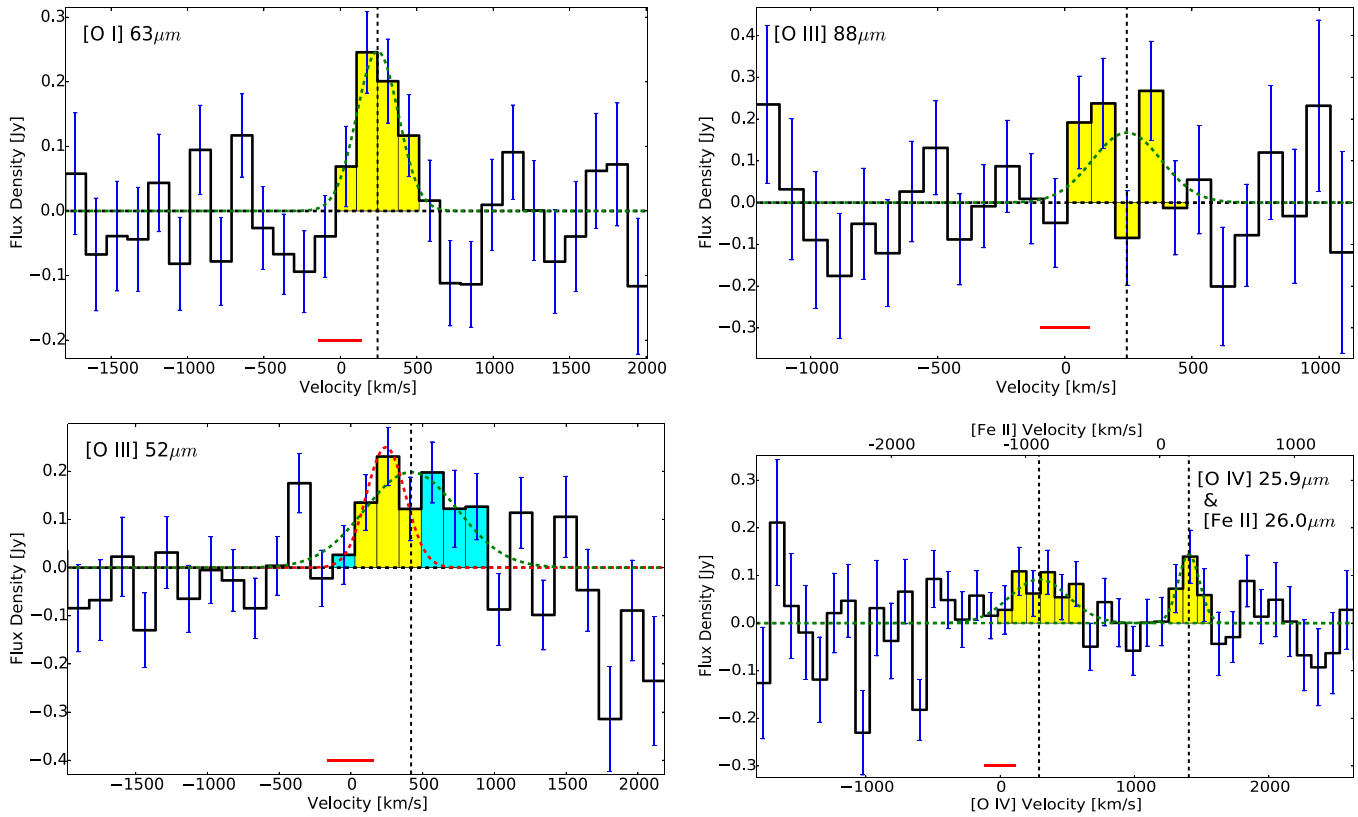 [O I] 63μm
0.3
0.2
0.1
0.0
−0.1
−0.2
Flux Density [Jy]
−1500 −1000 −500 0 500 1000 1500 2000
Velocity [km/s]
[O III] 88μm
0.4
0.3
0.2
0.1
0.0
−0.1
−0.3
Flux Density [Jy]
−1000 −500 0 500 1000
Velocity [km/s]
[O III] 52μm
0.2
0.1
0.0
−0.1
−0.2
−0.3
−0.4
Flux Density [Jy]
−1500 −1000 −500 0 500 1000 1500 2000
Velocity [km/s]
[Fe II] Velocity [km/s]
-2000 -1000 0 1000
[O IV] 25.9μm
&
[Fe II] 26.0μm
0.3
0.2
0.1
0.0
−0.1
−0.2
−0.3
Flux Density [Jy]
−1000 0 1000 2000
[O IV] Velocity [km/s]